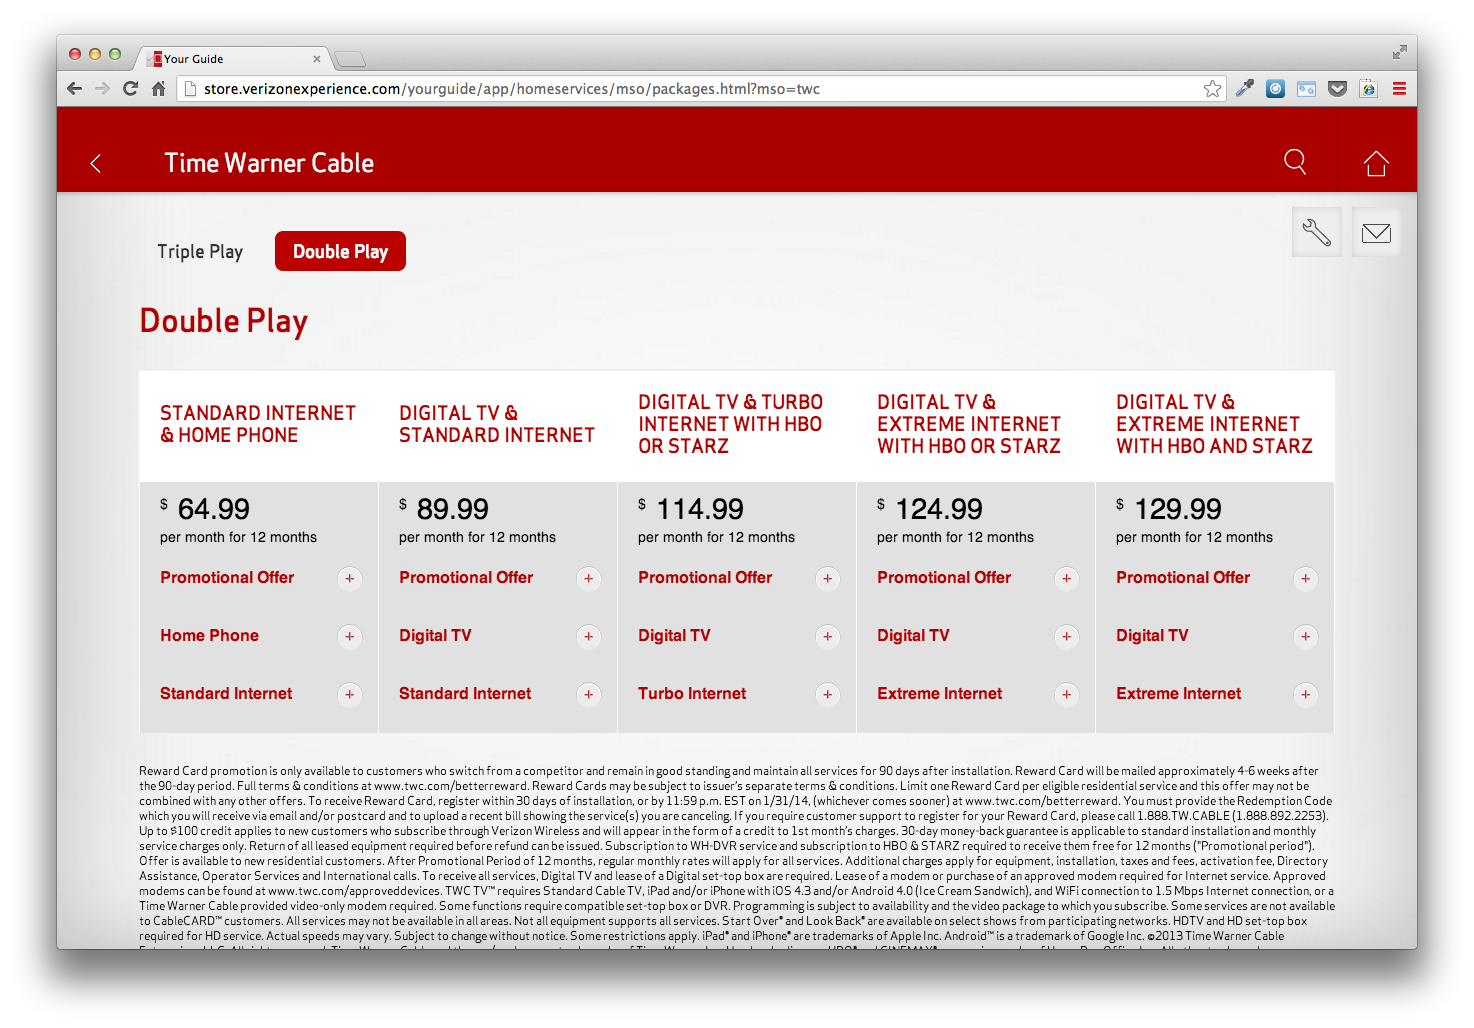 Your Guide
store.verizonexperience.com/yourguide/app/homeservices/mso/packages.html?mso=twc
Time Warner Cable
Triple Play
Double Play
Double Play
STANDARD INTERNET
& HOME PHONE
DIGITAL TV &
STANDARD INTERNET
DIGITAL TV & TURBO
INTERNET WITH HBO
OR STARZ
DIGITAL TV &
EXTREME INTERNET
WITH HBO OR STARZ
DIGITAL TV &
EXTREME INTERNET
WITH HBO AND STARZ
$ 64.99
per month for 12 months
Promotional Offer +
Home Phone +
Standard Internet +
$ 89.99
per month for 12 months
Promotional Offer +
Digital TV +
Standard Internet +
$ 114.99
per month for 12 months
Promotional Offer +
Digital TV +
Turbo Internet +
$ 124.99
per month for 12 months
Promotional Offer +
Digital TV +
Extreme Internet +
$ 129.99
per month for 12 months
Promotional Offer +
Digital TV +
Extreme Internet +
Reward Card promotion is only available to customers who switch from a competitor and remain in good standing and maintain all services for 90 days after installation. Reward Card will be mailed approximately 4-6 weeks after
the 90-day period. Full terms & conditions at www.twc.com/betterreward. Reward Cards may be subject to issuer's separate terms & conditions. Limit one Reward Card per eligible residential service and this offer may not be
combined with any other offers. To receive Reward Card, register within 30 days of installation, or by 11:59 p.m. EST on 1/31/14, (whichever comes sooner) at www.twc.com/betterreward. You must provide the Redemption Code
which you will receive via email and/or postcard and to upload a recent bill showing the service(s) you are canceling. If you require customer support to register for your Reward Card, please call 1.888.TW.CABLE (1.888.892.2253).
Up to $100 credit applies to new customers who subscribe through Verizon Wireless and will appear in the form of a credit to 1st month's charges. 30-day money-back guarantee is applicable to standard installation and monthly
service charges only. Return of all leased equipment required before refund can be issued. Subscription to WH-DVR service and subscription to HBO & STARZ required to receive them free for 12 months ("Promotional period").
Offer is available to new residential customers. After Promotional Period of 12 months, regular monthly rates will apply for all services. Additional charges apply for equipment, installation, taxes and fees, activation fee, Directory
Assistance, Operator Services and International calls. To receive all services, Digital TV and lease of a Digital set-top box are required. Lease of a modem or purchase of an approved modem required for Internet service. Approved
modems can be found at www.twc.com/approveddevices. TWC TV™ requires Standard Cable TV, iPad and/or iPhone with iOS 4.3 and/or Android 4.0 (Ice Cream Sandwich), and WiFi connection to 1.5 Mbps Internet connection, or a
Time Warner Cable provided video-only modem required. Some functions require compatible set-top box or DVR. Programming is subject to availability and the video package to which you subscribe. Some services are not available
to CableCARD™ customers. All services may not be available in all areas. Not all equipment supports all services. Start Over® and Look Back® are available on select shows from participating networks. HDTV and HD set-top box
required for HD service. Actual speeds may vary. Subject to change without notice. Some restrictions apply. iPad® and iPhone® are trademarks of Apple Inc. Android™ is a trademark of Google Inc. ©2013 Time Warner Cable